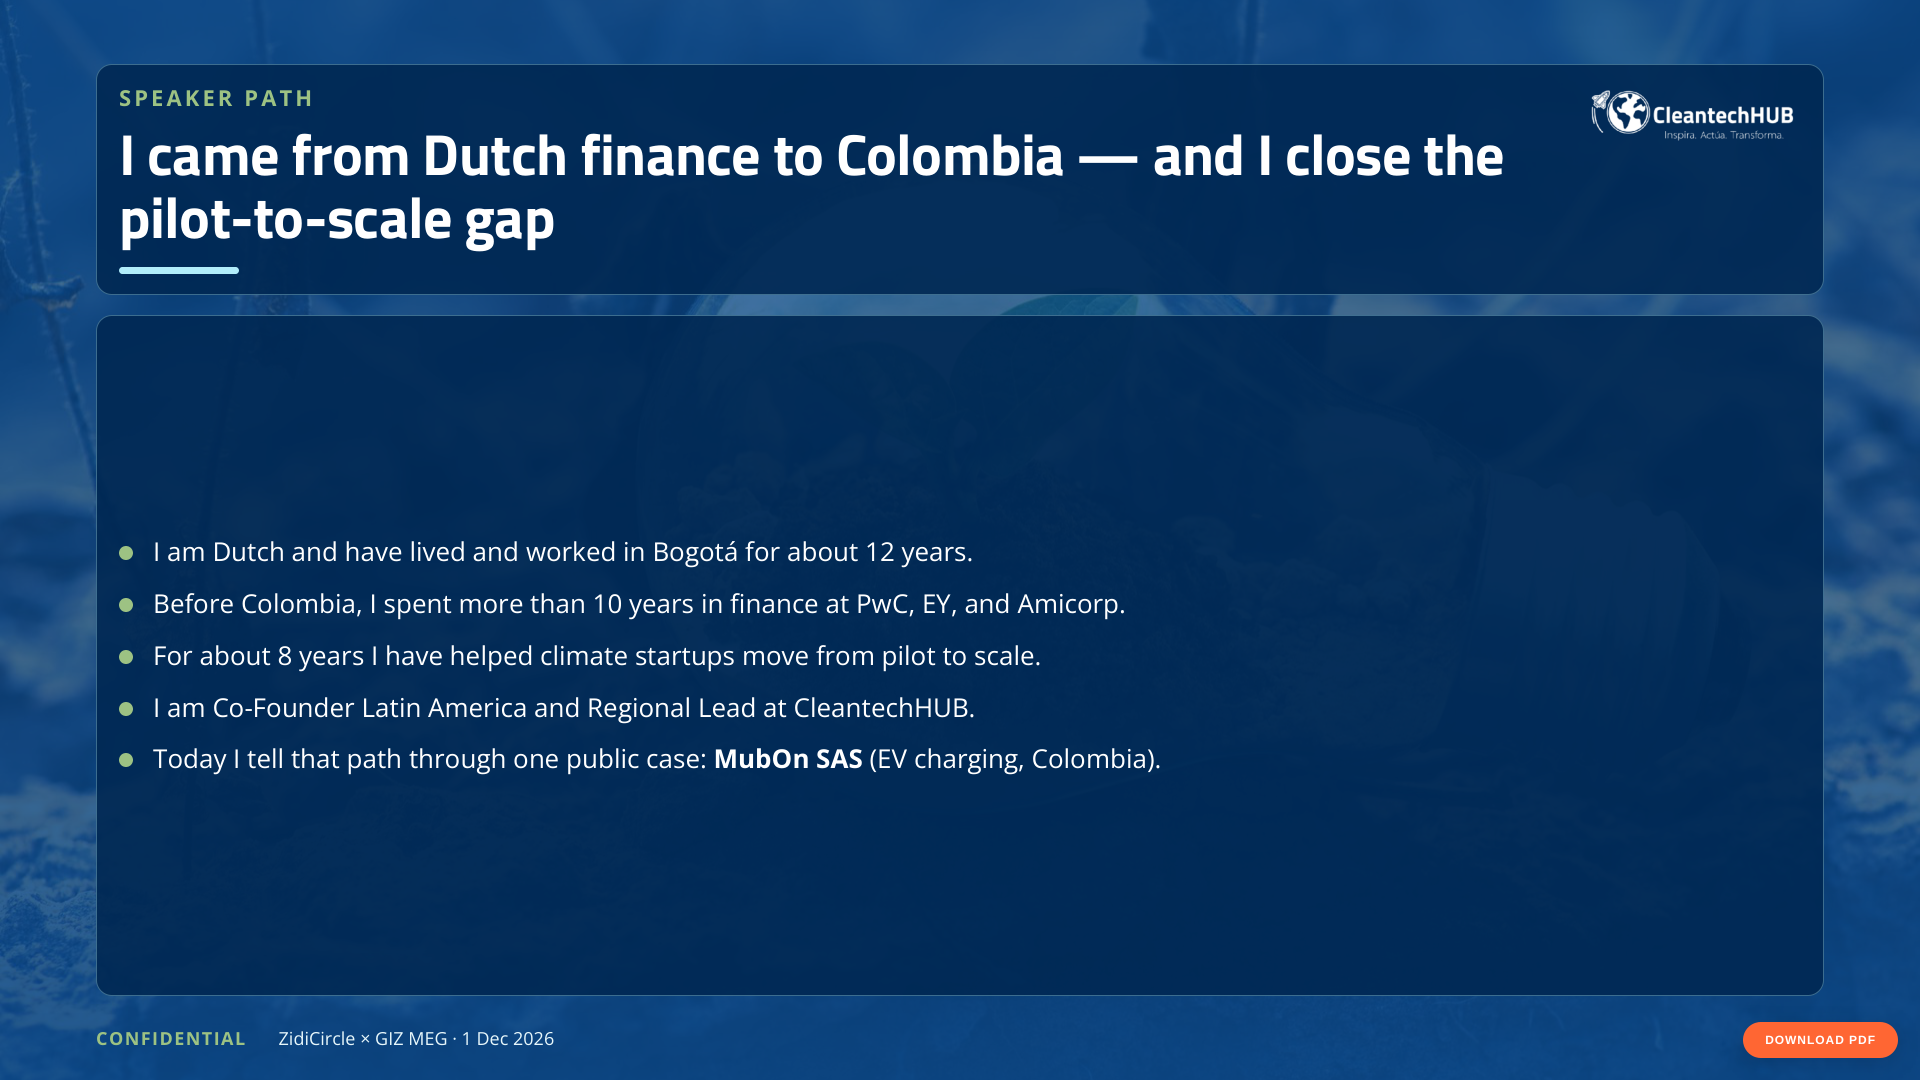 SPEAKER PATH
CleantechHUB
Inspira. Actúa. Transforma.
I came from Dutch finance to Colombia — and I close the
pilot-to-scale gap
I am Dutch and have lived and worked in Bogotá for about 12 years.
Before Colombia, I spent more than 10 years in finance at PwC, EY, and Amicorp.
For about 8 years I have helped climate startups move from pilot to scale.
I am Co-Founder Latin America and Regional Lead at CleantechHUB.
Today I tell that path through one public case: MubOn SAS (EV charging, Colombia).
CONFIDENTIAL ZidiCircle × GIZ MEG · 1 Dec 2026
DOWNLOAD PDF